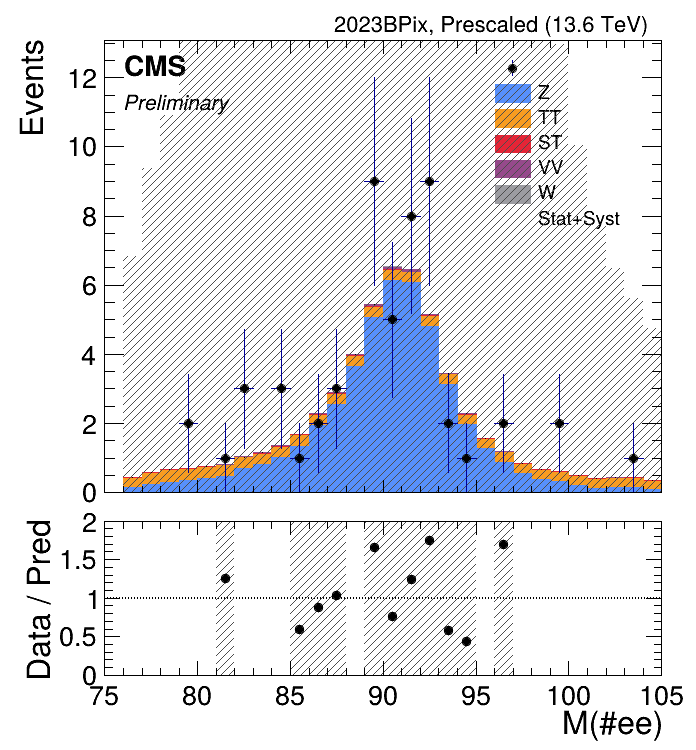 2023BPix, Prescaled (13.6 TeV)
Events
CMS
Preliminary
Z
TT
ST
VV
W
Stat+Syst
12
10
8
6
4
2
0
Data / Pred
2
1.5
1
0.5
0
75 80 85 90 95 100 105
M(#ee)